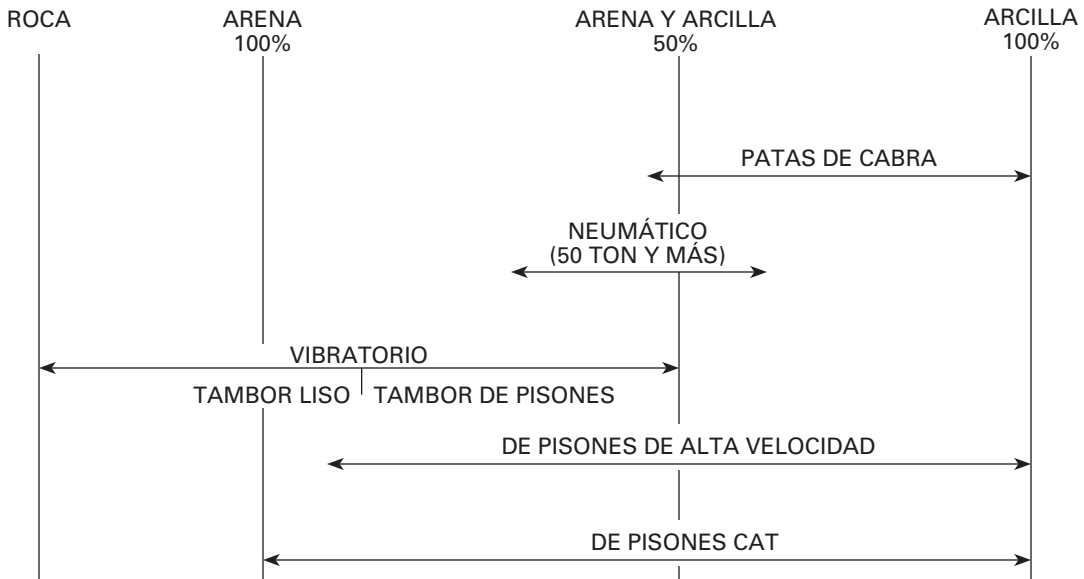 ROCA
ARENA
100%
ARENA Y ARCILLA
50%
ARCILLA
100%
PATAS DE CABRA
NEUMÁTICO
(50 TON Y MÁS)
VIBRATORIO
TAMBOR LISO
TAMBOR DE PISONES
DE PISONES DE ALTA VELOCIDAD
DE PISONES CAT